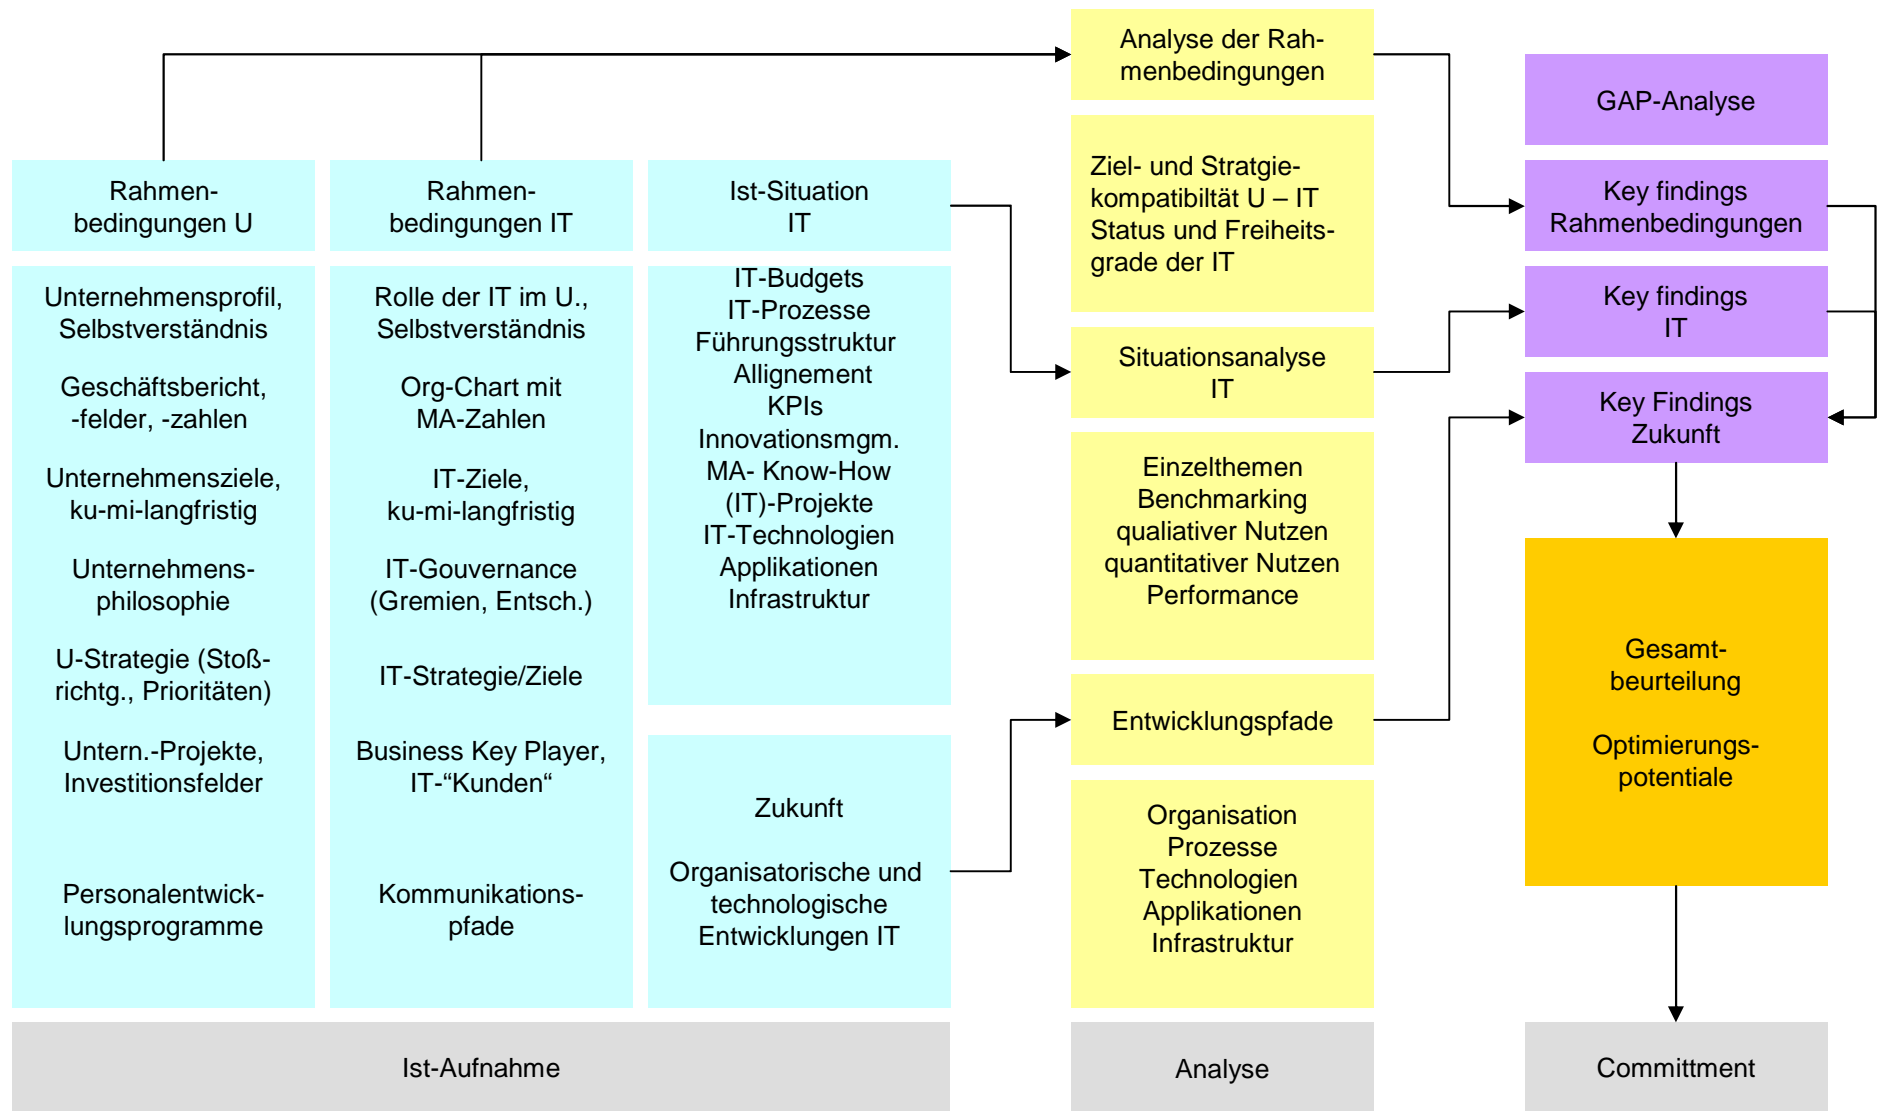 Rahmen-
bedingungen U
Unternehmensprofil,
Selbstverständnis
Geschäftsbericht,
-felder, -zahlen
Unternehmensziele,
ku-mi-langfristig
Unternehmens-
philosophie
U-Strategie (Stoß-
richtg., Prioritäten)
Untern.-Projekte,
Investitionsfelder
Personalentwick-
lungsprogramme
Rahmen-
bedingungen IT
Rolle der IT im U.,
Selbstverständnis
Org-Chart mit
MA-Zahlen
IT-Ziele,
ku-mi-langfristig
IT-Gouvernance
(Gremien, Entsch.)
IT-Strategie/Ziele
Business Key Player,
IT-“Kunden“
Kommunikations-
pfade
Ist-Situation
IT
IT-Budgets
IT-Prozesse
Führungsstruktur
Allignement
KPIs
Innovationsmgm.
MA- Know-How
(IT)-Projekte
IT-Technologien
Applikationen
Infrastruktur
Zukunft
Organisatorische und
technologische
Entwicklungen IT
Ist-Aufnahme
Analyse der Rah-
menbedingungen
Ziel- und Stratgie-
kompatibiltät U – IT
Status und Freiheits-
grade der IT
Situationsanalyse
IT
Einzelthemen
Benchmarking
qualiativer Nutzen
quantitativer Nutzen
Performance
Entwicklungspfade
Organisation
Prozesse
Technologien
Applikationen
Infrastruktur
Analyse
GAP-Analyse
Key findings
Rahmenbedingungen
Key findings
IT
Key Findings
Zukunft
Gesamt-
beurteilung
Optimierungs-
potentiale
Committment